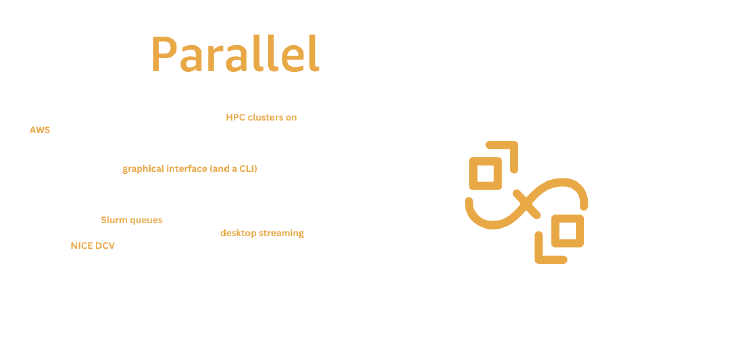 Parallel
HPC clusters on
AWS
graphical interface (and a CLI)
Slurm queues
desktop streaming
NICE DCV